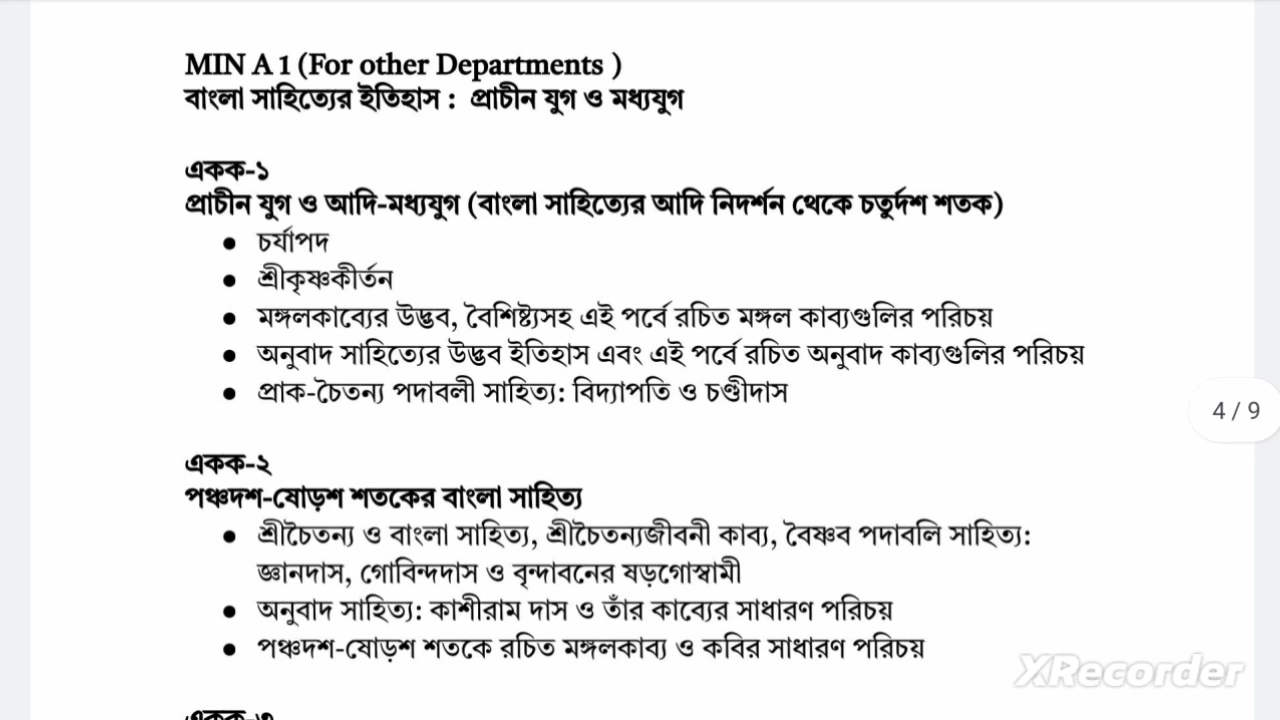 MIN A 1 (For other Departments )
বাংলা সাহিত্যের ইতিহাস : প্রাচীন যুগ ও মধ্যযুগ
একক-১
প্রাচীন যুগ ও আদি-মধ্যযুগ (বাংলা সাহিত্যের আদি নিদর্শন থেকে চতুর্দশ শতক)
● চর্যাপদ
● শ্রীকৃষ্ণকীর্তন
● মঙ্গলকাব্যের উদ্ভব, বৈশিষ্ট্যসহ এই পর্বে রচিত মঙ্গল কাব্যগুলির পরিচয়
● অনুবাদ সাহিত্যের উদ্ভব ইতিহাস এবং এই পর্বে রচিত অনুবাদ কাব্যগুলির পরিচয়
● প্রাক-চৈতন্য পদাবলী সাহিত্য: বিদ্যাপতি ও চণ্ডীদাস
4 / 9
একক-২
পঞ্চদশ-ষোড়শ শতকের বাংলা সাহিত্য
● শ্রীচৈতন্য ও বাংলা সাহিত্য, শ্রীচৈতন্যজীবনী কাব্য, বৈষ্ণব পদাবলি সাহিত্য:
জ্ঞানদাস, গোবিন্দদাস ও বৃন্দাবনের ষড়গোস্বামী
● অনুবাদ সাহিত্য: কাশীরাম দাস ও তাঁর কাব্যের সাধারণ পরিচয়
● পঞ্চদশ-ষোড়শ শতকে রচিত মঙ্গলকাব্য ও কবির সাধারণ পরিচয়
XRecorder
একক-৩